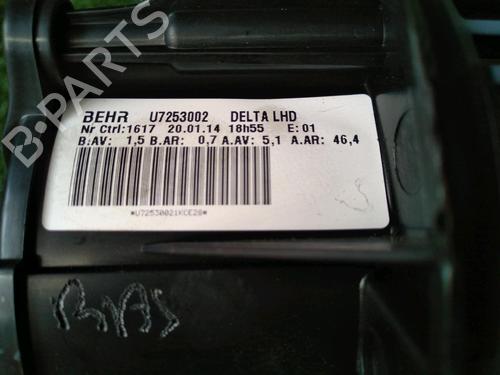 B-PARTS
BEHR U7253002 DELTA LHD
Nr Ctrl:1617 20.01.14 18h55 E:01
B.AV: 1,5 B.AR: 0,7 A.AV: 5,1 A.AR: 46,4
*U72530021KCE28*